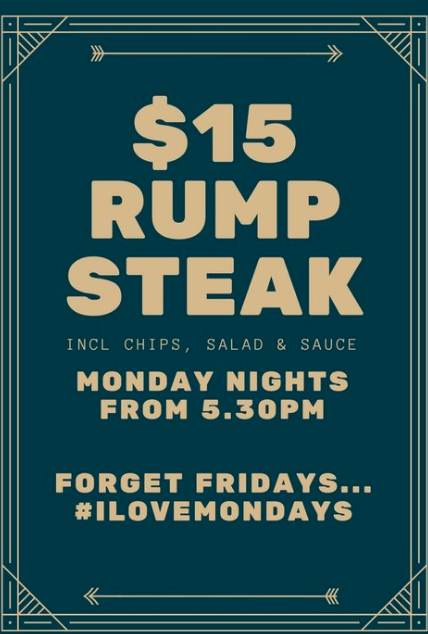 $15
RUMP
STEAK
INCL CHIPS, SALAD & SAUCE
MONDAY NIGHTS
FROM 5.30PM
FORGET FRIDAYS...
#ILOVEMONDAYS